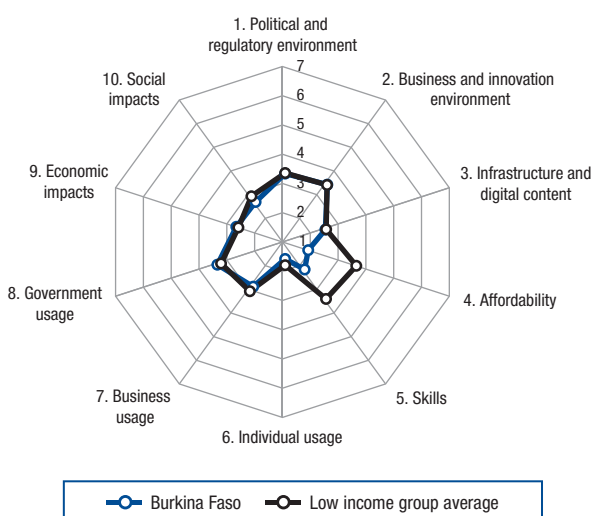 1. Political and
regulatory environment
2. Business and innovation
environment
3. Infrastructure and
digital content
4. Affordability
5. Skills
6. Individual usage
7. Business
usage
8. Government
usage
9. Economic
impacts
10. Social
impacts
7
6
5
4
3
2
1
Burkina Faso
Low income group average